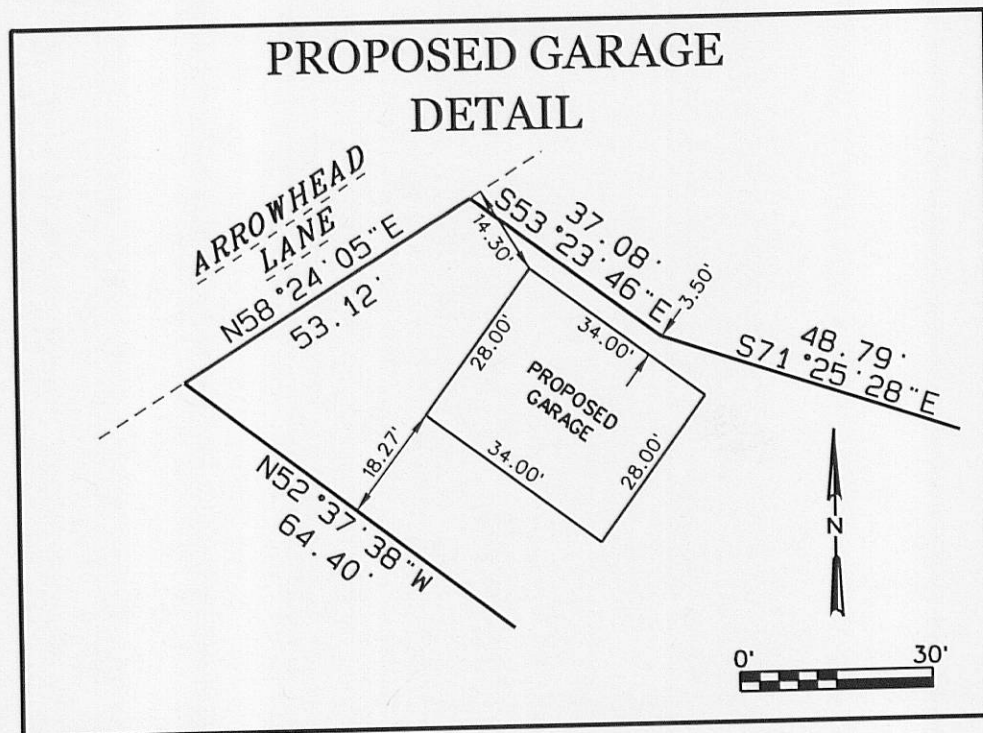 PROPOSED GARAGE
DETAIL
ARROWHEAD
LANE
N58°24'05"E
53.12'
S53°23'46"E
37.08'
14.30'
3.50'
48.79'
S71°25'28"E
28.00'
34.00'
PROPOSED
GARAGE
18.27'
34.00'
28.00'
N52°37'38"W
64.40'
N
0' 30'